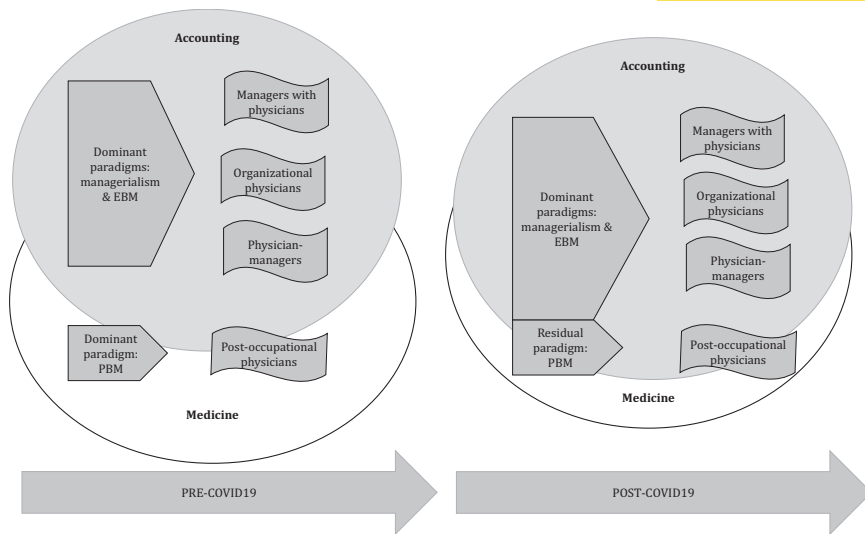 Accounting
Managers with
physicians
Dominant
paradigms:
managerialism
& EBM
Organizational
physicians
Physician-
managers
Dominant
paradigm:
PBM
Post-occupational
physicians
Medicine
PRE-COVID19
Accounting
Managers with
physicians
Dominant
paradigms:
managerialism &
EBM
Organizational
physicians
Physician-
managers
Residual
paradigm:
PBM
Post-occupational
physicians
Medicine
POST-COVID19